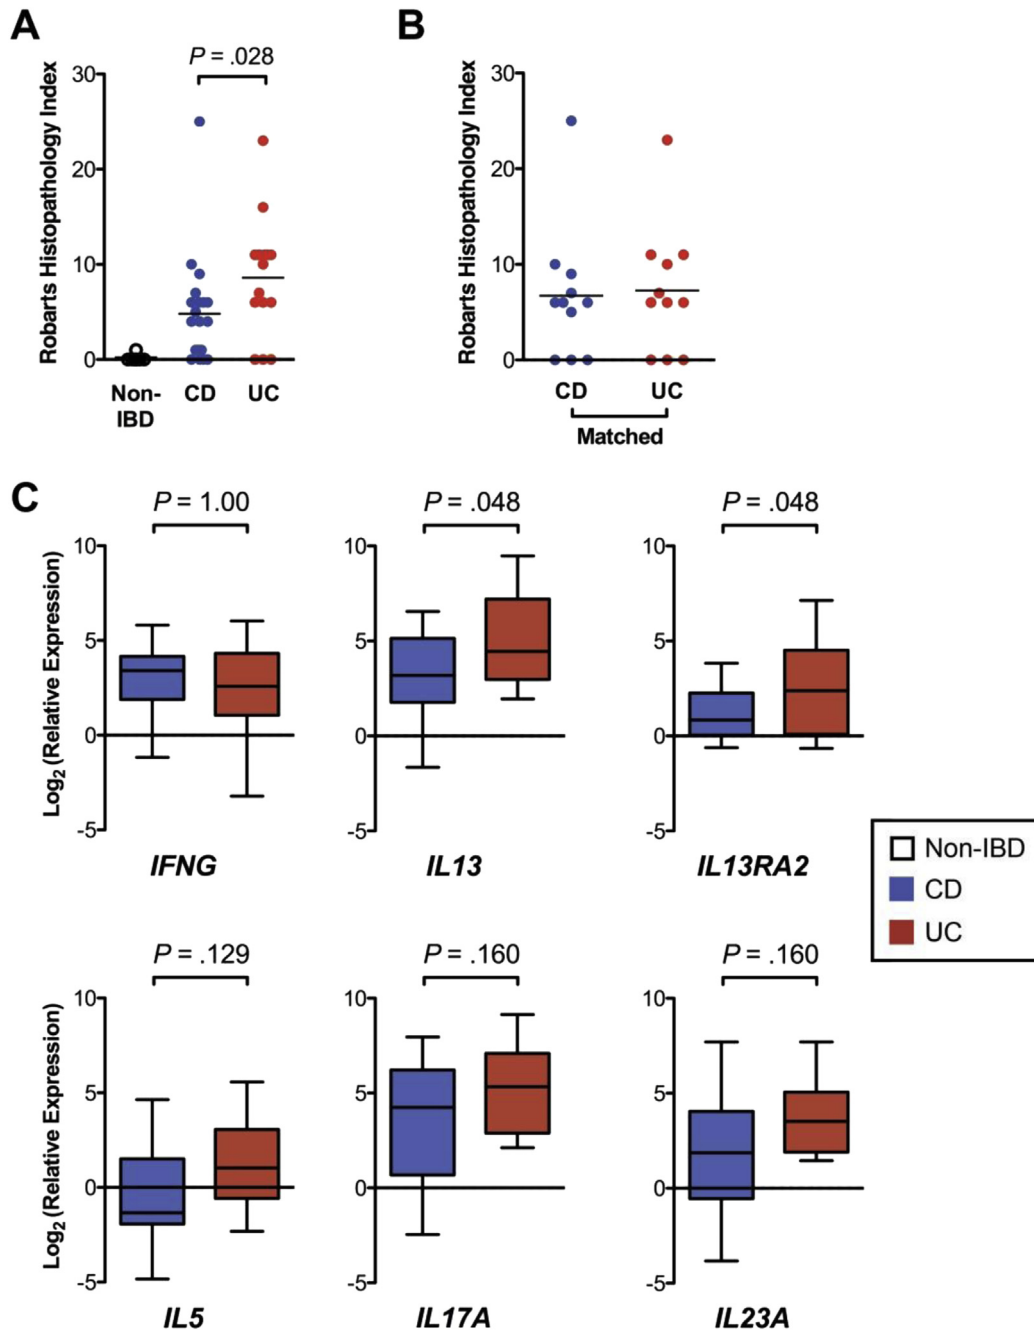 A
B
P = .028
Robarts Histopathology Index
30
20
10
0
Non-
IBD
CD
UC
Robarts Histopathology Index
30
20
10
0
CD
UC
Matched
C
P = 1.00
Log2 (Relative Expression)
10
5
0
-5
IFNG
P = .048
10
5
0
-5
IL13
P = .048
10
5
0
-5
IL13RA2
Non-IBD
CD
UC
P = .129
Log2 (Relative Expression)
10
5
0
-5
IL5
P = .160
10
5
0
-5
IL17A
P = .160
10
5
0
-5
IL23A